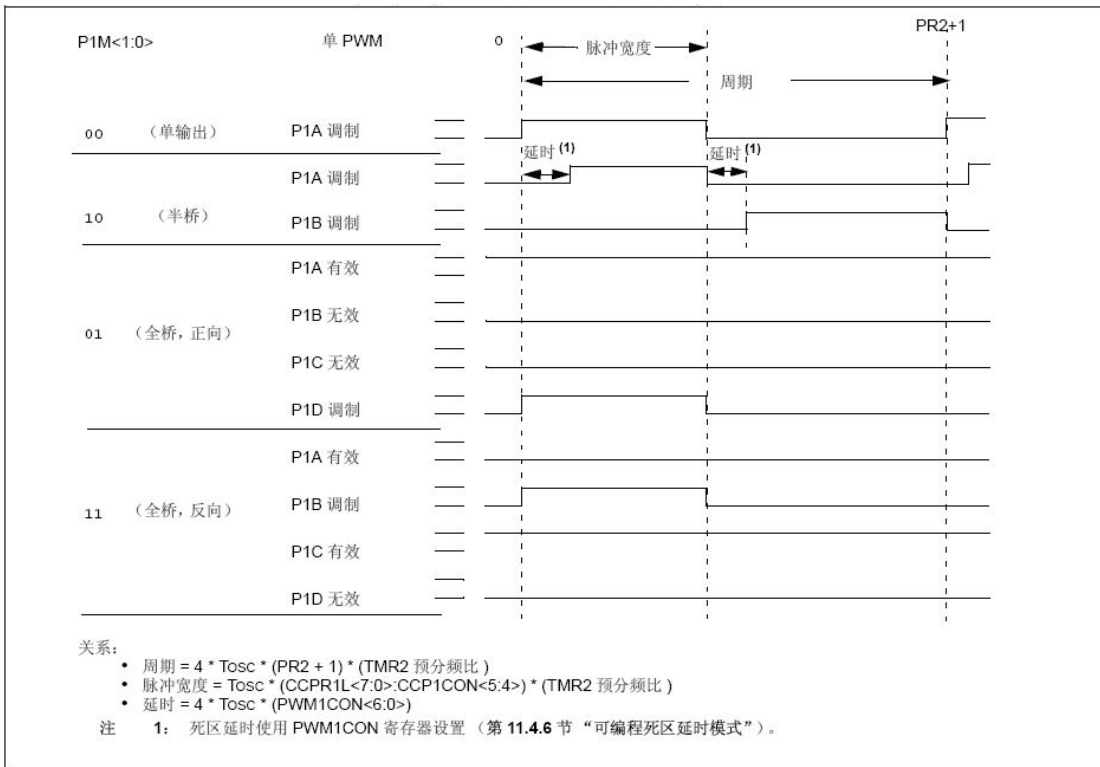 P1M<1:0> 单 PWM 0 脉冲宽度 PR2+1
周期
00 （单输出） P1A 调制
延时 (1) 延时 (1)
P1A 调制
10 （半桥） P1B 调制
P1A 有效
P1B 无效
01 （全桥，正向）
P1C 无效
P1D 调制
P1A 有效
P1B 调制
11 （全桥，反向）
P1C 有效
P1D 无效
关系：
• 周期 = 4 * Tosc * (PR2 + 1) * (TMR2 预分频比 )
• 脉冲宽度 = Tosc * (CCPR1L<7:0>:CCP1CON<5:4>) * (TMR2 预分频比 )
• 延时 = 4 * Tosc * (PWM1CON<6:0>)
注 1： 死区延时使用 PWM1CON 寄存器设置 （第 11.4.6 节 “可编程死区延时模式”）。